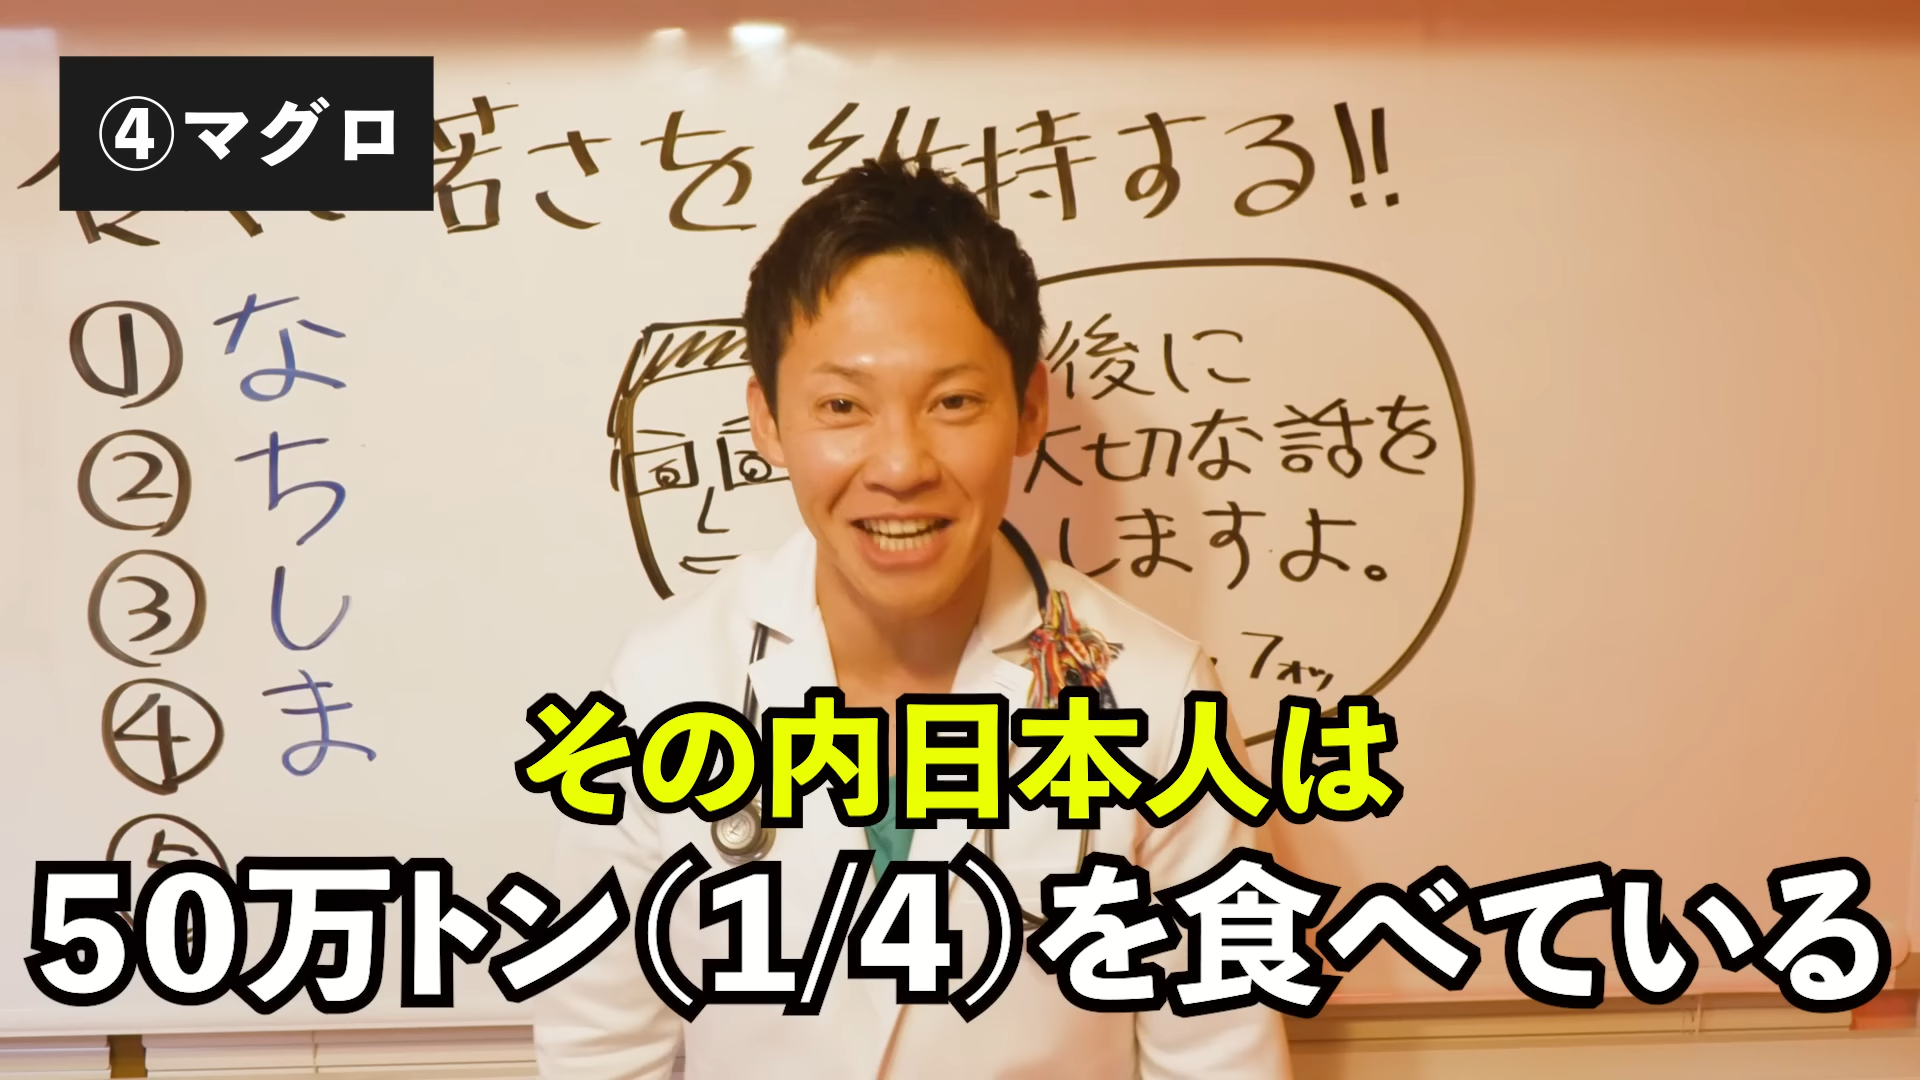 ④マグロ
若さを維持する!!
① な
② ち
③ し
④ ま
⑤
後に
大切な話を
しますよ。
フォッ
その内日本人は
50万トン(1/4)を食べている